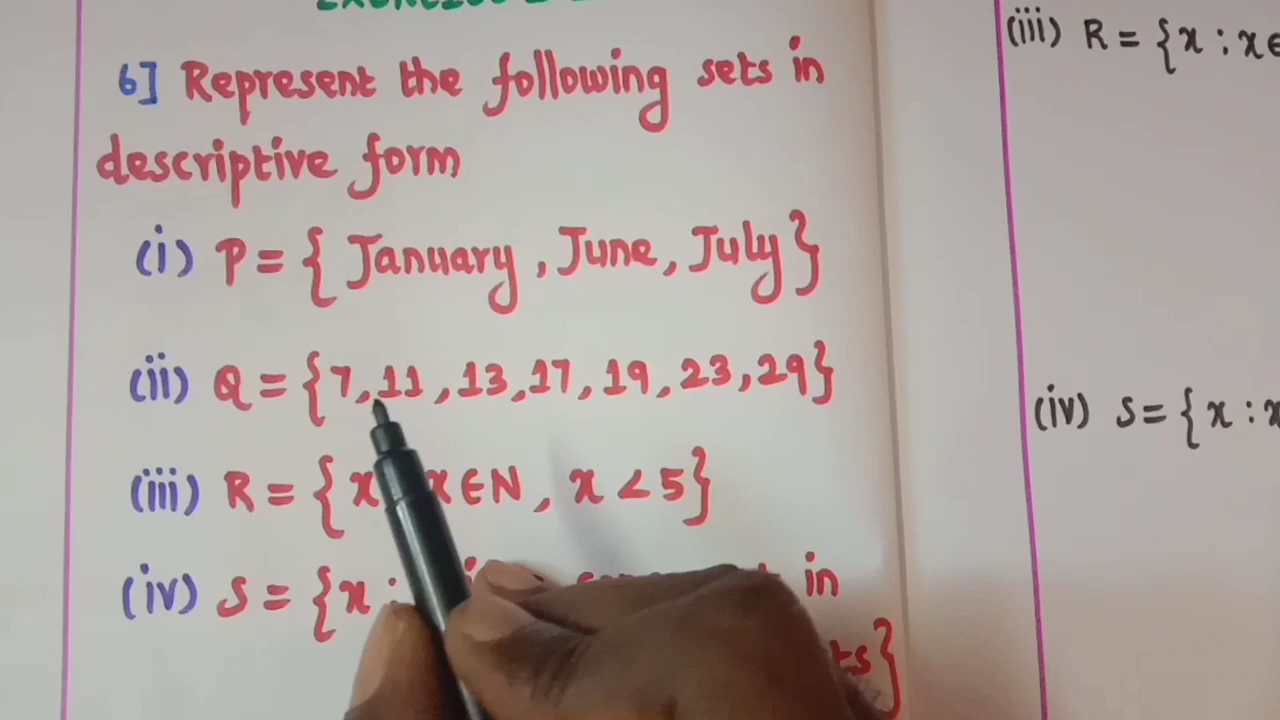 6] Represent the following sets in
descriptive form
(i) P = { January, June, July }
(ii) Q = {7, 11, 13, 17, 19, 23, 29}
(iii) R = { x x ∈ N, x < 5}
(iv) S = {x : in
ts}
(iii) R = {x : x ∈
(iv) S = {x : x